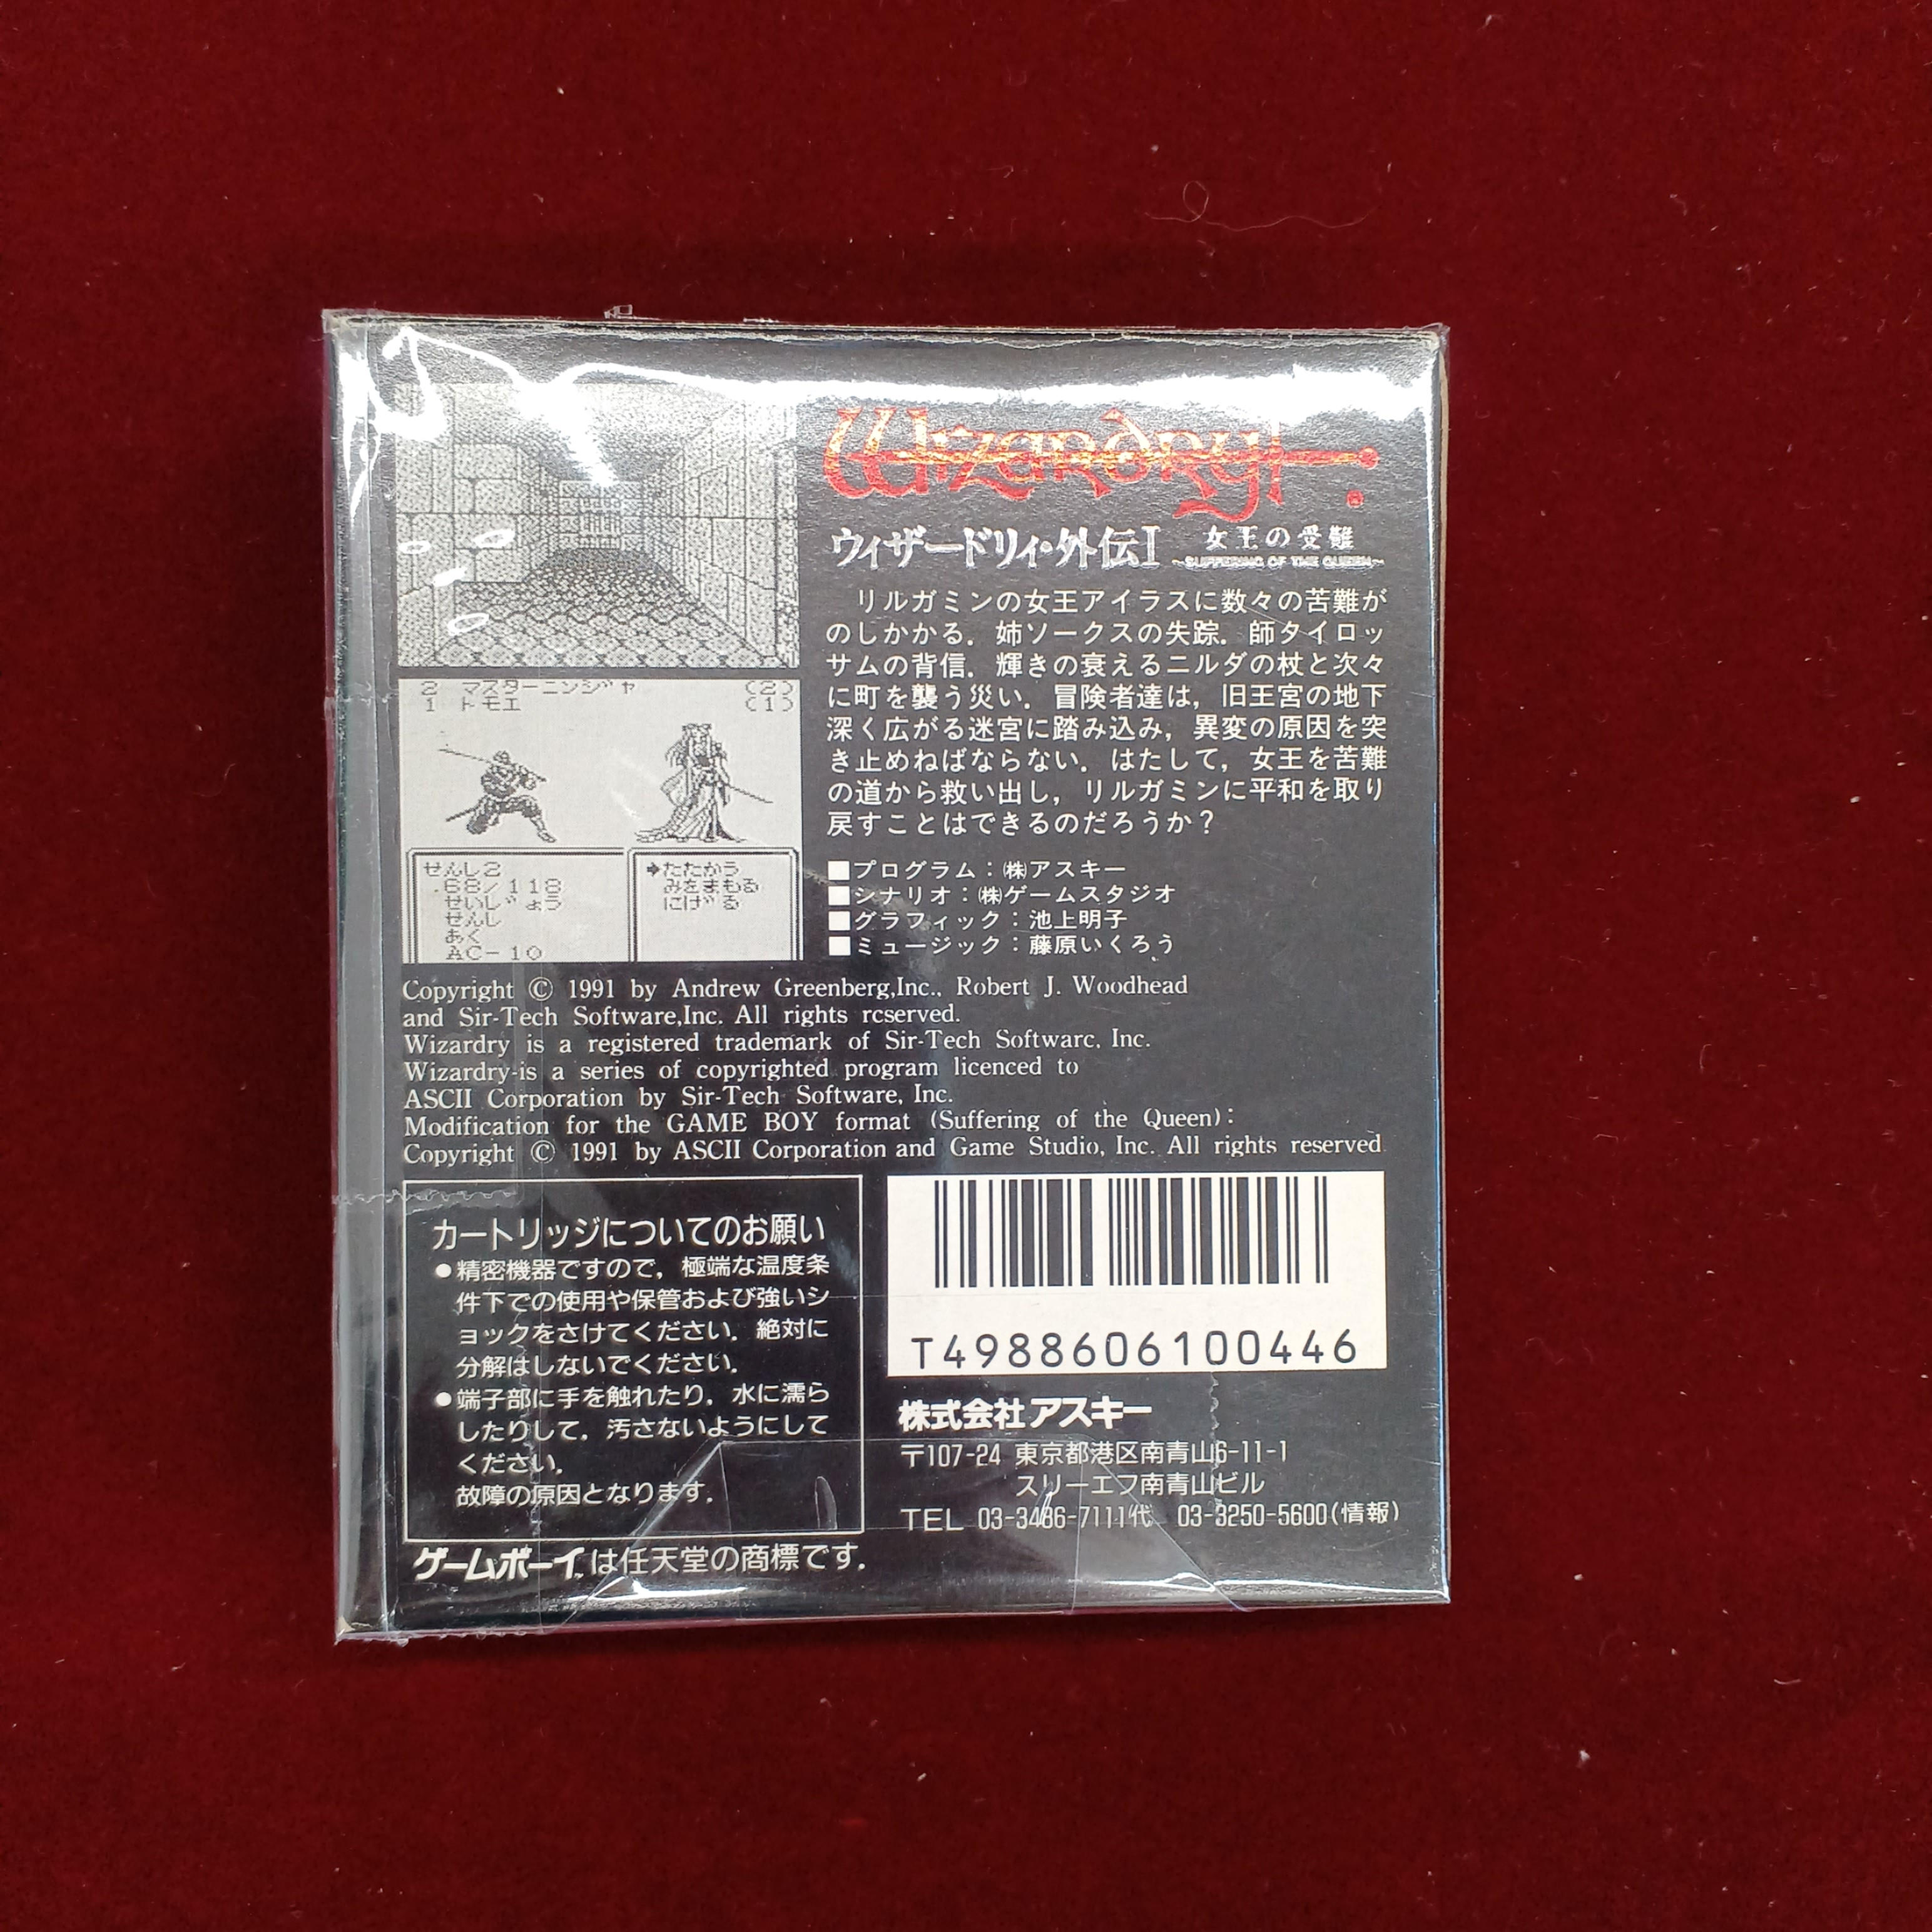 Wizardry
ウィザードリィ・外伝I 女王の受難
~SUFFERING OF THE QUEEN~
リルガミンの女王アイラスに数々の苦難が
のしかかる．姉ソークスの失踪．師タイロッ
サムの背信．輝きの衰えるニルダの杖と次々
に町を襲う災い．冒険者達は，旧王宮の地下
深く広がる迷宮に踏み込み，異変の原因を突
き止めねばならない．はたして，女王を苦難
の道から救い出し，リルガミンに平和を取り
戻すことはできるのだろうか？
2 マスターニンジャ (2)
1 トモエ (1)
せんし2
68/118
せいじょう
せんし
あく
AC-10
➔たたかう
みをまもる
にげる
■プログラム：㈱アスキー
■シナリオ：㈱ゲームスタジオ
■グラフィック：池上明子
■ミュージック：藤原いくろう
Copyright © 1991 by Andrew Greenberg,Inc., Robert J. Woodhead
and Sir-Tech Software,Inc. All rights reserved.
Wizardry is a registered trademark of Sir-Tech Software, Inc.
Wizardry is a series of copyrighted program licenced to
ASCII Corporation by Sir-Tech Software, Inc.
Modification for the GAME BOY format (Suffering of the Queen):
Copyright © 1991 by ASCII Corporation and Game Studio, Inc. All rights reserved.
カートリッジについてのお願い
●精密機器ですので，極端な温度条
件下での使用や保管および強いシ
ョックをさけてください．絶対に
分解はしないでください．
●端子部に手を触れたり，水に濡ら
したりして，汚さないようにして
ください．
故障の原因となります．
ゲームボーイ™は任天堂の商標です．
T4988606100446
株式会社アスキー
〒107-24 東京都港区南青山6-11-1
スリーエフ南青山ビル
TEL 03-3486-7111代 03-3250-5600(情報)